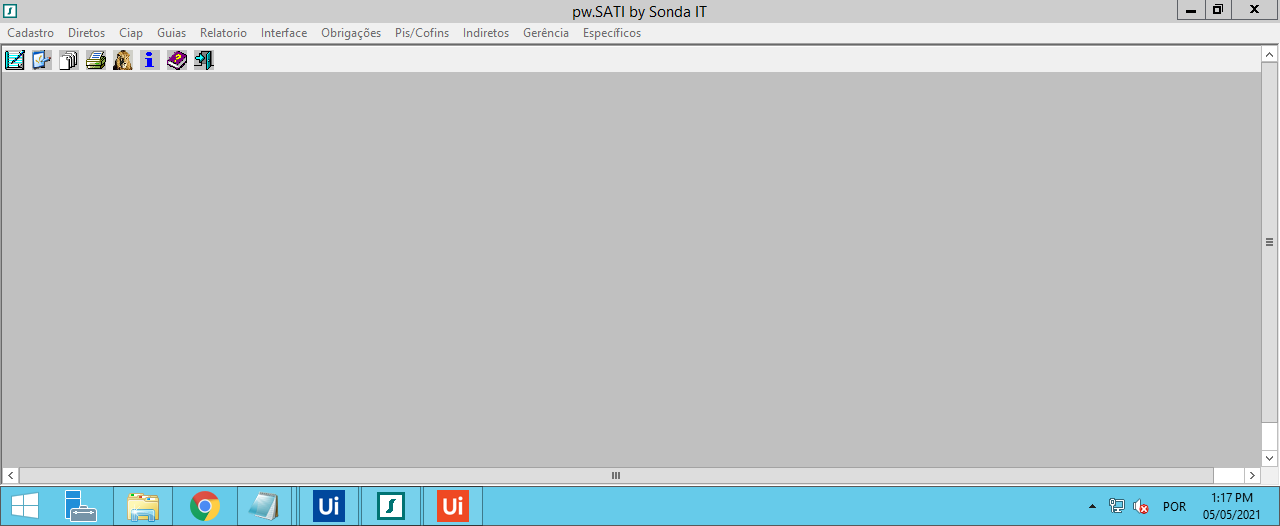 pw.SATI by Sonda IT
Cadastro Diretos Ciap Guias Relatorio Interface Obrigações Pis/Cofins Indiretos Gerência Específicos
Ui Ui POR 1:17 PM
05/05/2021